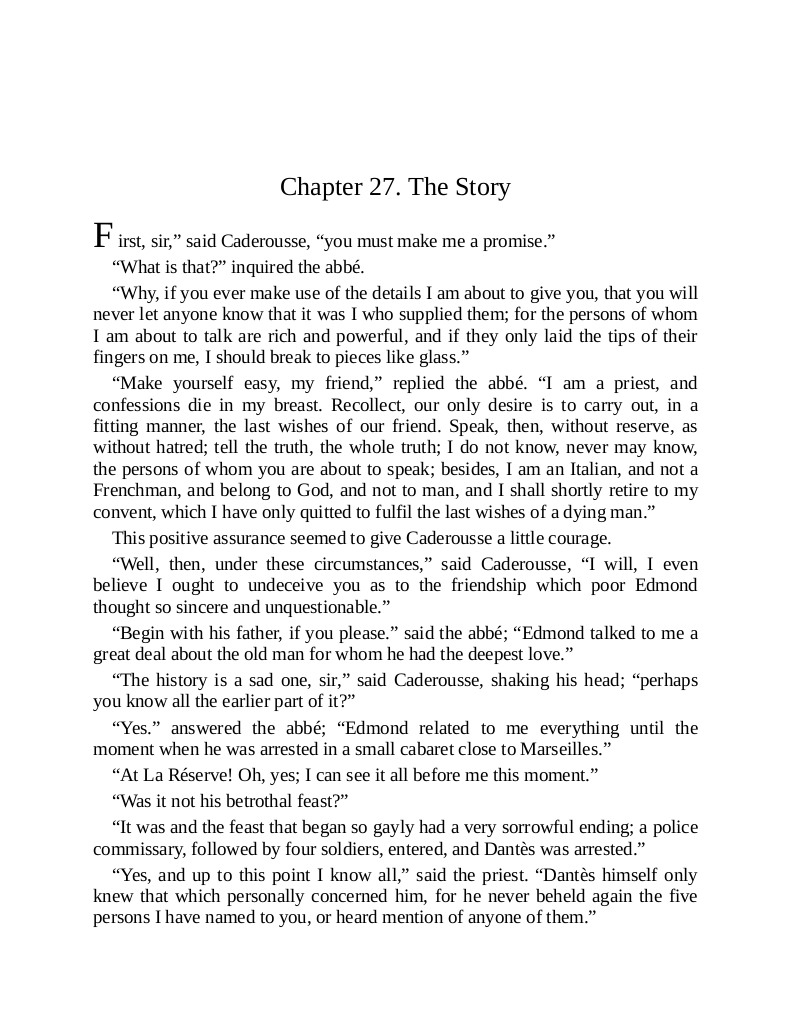 Chapter 27. The Story
First, sir,” said Caderousse, “you must make me a promise.”
“What is that?” inquired the abbé.
“Why, if you ever make use of the details I am about to give you, that you will
never let anyone know that it was I who supplied them; for the persons of whom
I am about to talk are rich and powerful, and if they only laid the tips of their
fingers on me, I should break to pieces like glass.”
“Make yourself easy, my friend,” replied the abbé. “I am a priest, and
confessions die in my breast. Recollect, our only desire is to carry out, in a
fitting manner, the last wishes of our friend. Speak, then, without reserve, as
without hatred; tell the truth, the whole truth; I do not know, never may know,
the persons of whom you are about to speak; besides, I am an Italian, and not a
Frenchman, and belong to God, and not to man, and I shall shortly retire to my
convent, which I have only quitted to fulfil the last wishes of a dying man.”
This positive assurance seemed to give Caderousse a little courage.
“Well, then, under these circumstances,” said Caderousse, “I will, I even
believe I ought to undeceive you as to the friendship which poor Edmond
thought so sincere and unquestionable.”
“Begin with his father, if you please.” said the abbé; “Edmond talked to me a
great deal about the old man for whom he had the deepest love.”
“The history is a sad one, sir,” said Caderousse, shaking his head; “perhaps
you know all the earlier part of it?”
“Yes.” answered the abbé; “Edmond related to me everything until the
moment when he was arrested in a small cabaret close to Marseilles.”
“At La Réserve! Oh, yes; I can see it all before me this moment.”
“Was it not his betrothal feast?”
“It was and the feast that began so gayly had a very sorrowful ending; a police
commissary, followed by four soldiers, entered, and Dantès was arrested.”
“Yes, and up to this point I know all,” said the priest. “Dantès himself only
knew that which personally concerned him, for he never beheld again the five
persons I have named to you, or heard mention of anyone of them.”